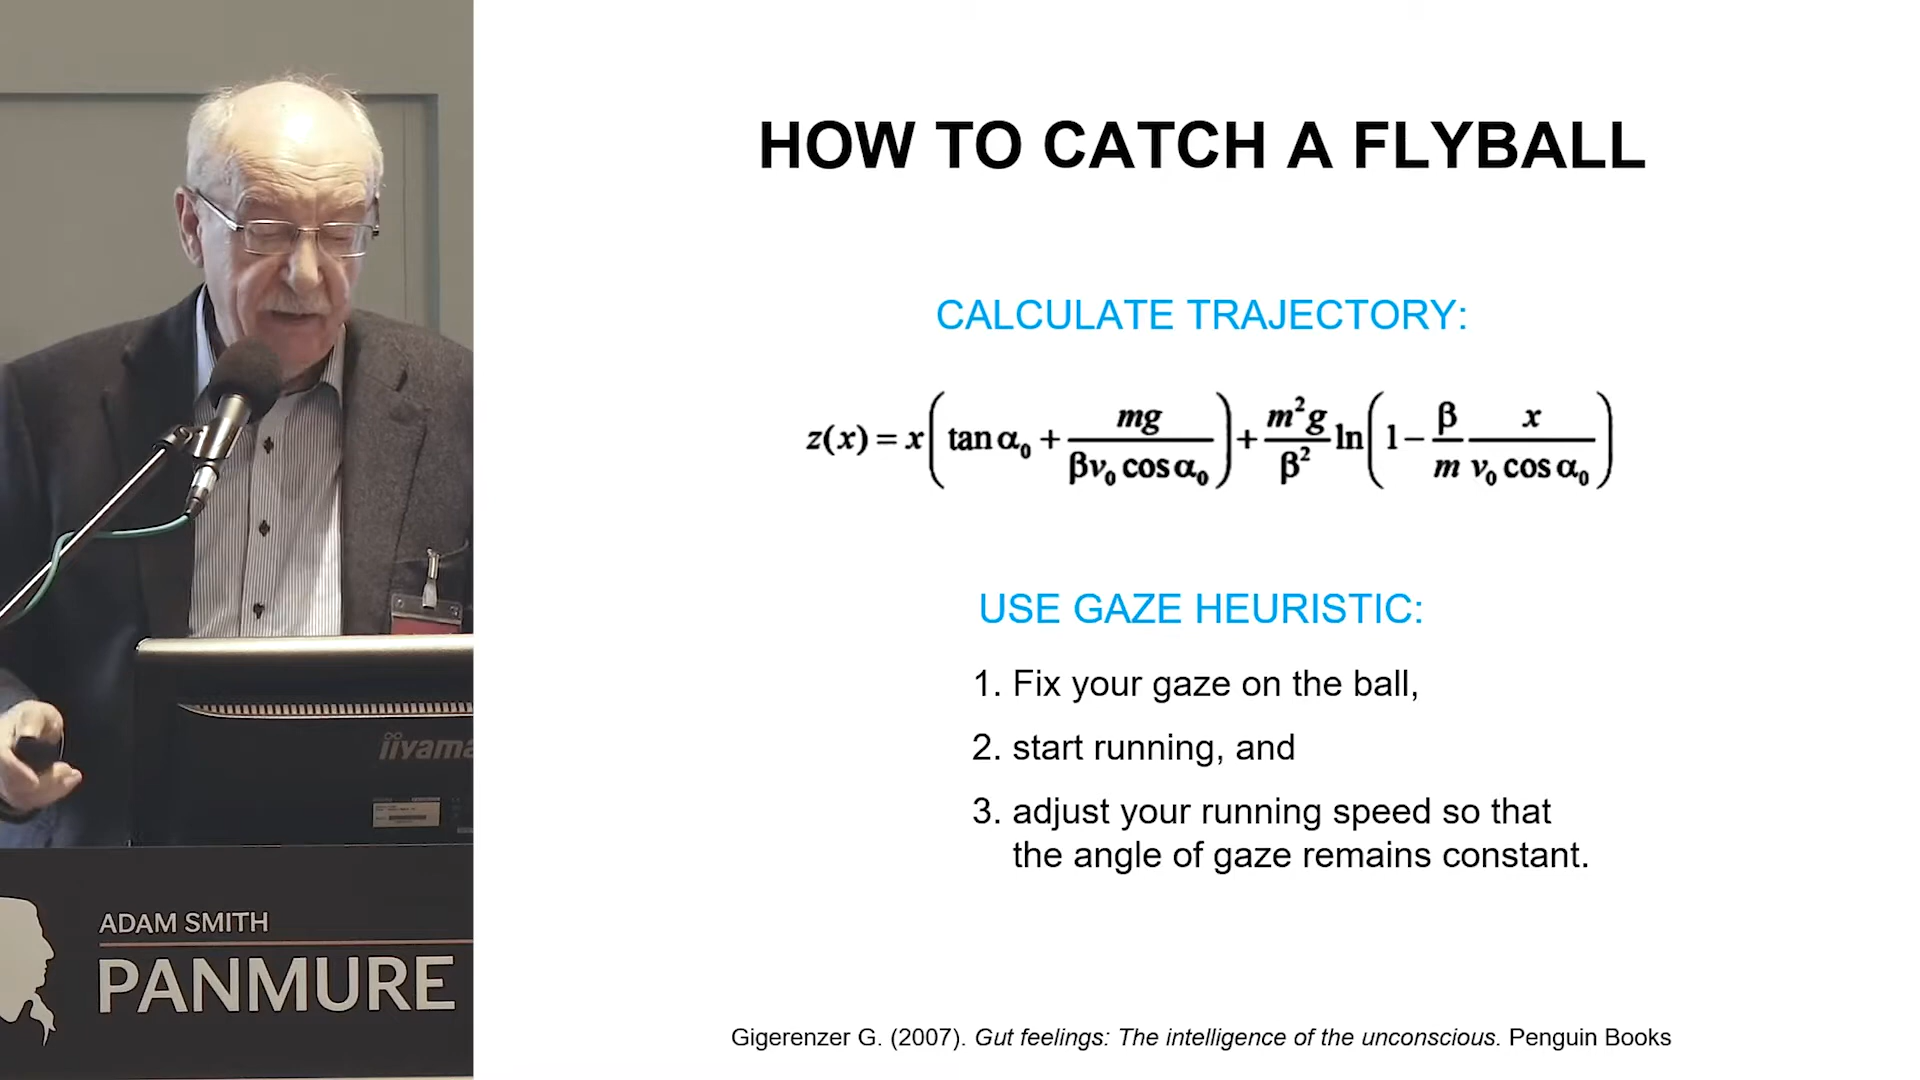 HOW TO CATCH A FLYBALL
CALCULATE TRAJECTORY:
z(x) = x(tan α₀ + mg/(βv₀ cos α₀)) + m²g/β² ln(1 − β/m x/(v₀ cos α₀))
USE GAZE HEURISTIC:
1. Fix your gaze on the ball,
2. start running, and
3. adjust your running speed so that
the angle of gaze remains constant.
Gigerenzer G. (2007). Gut feelings: The intelligence of the unconscious. Penguin Books
iiyama
ADAM SMITH
PANMURE